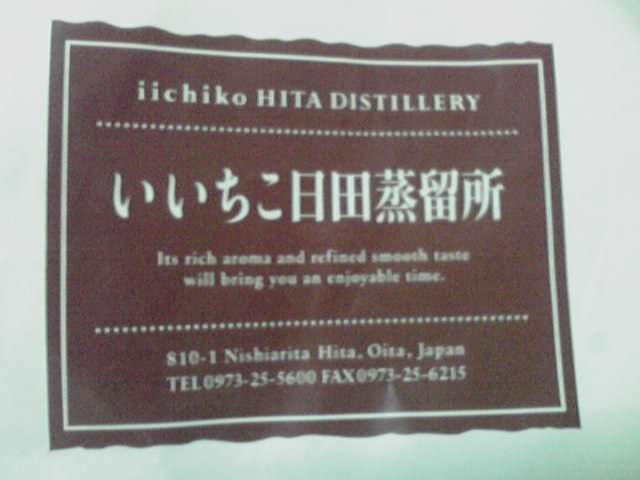 iichiko HITA DISTILLERY
いいちこ日田蒸留所
Its rich aroma and refined smooth taste
will bring you an enjoyable time.
810-1 Nishiarita Hita, Oita, Japan
TEL0973-25-5600 FAX0973-25-6215